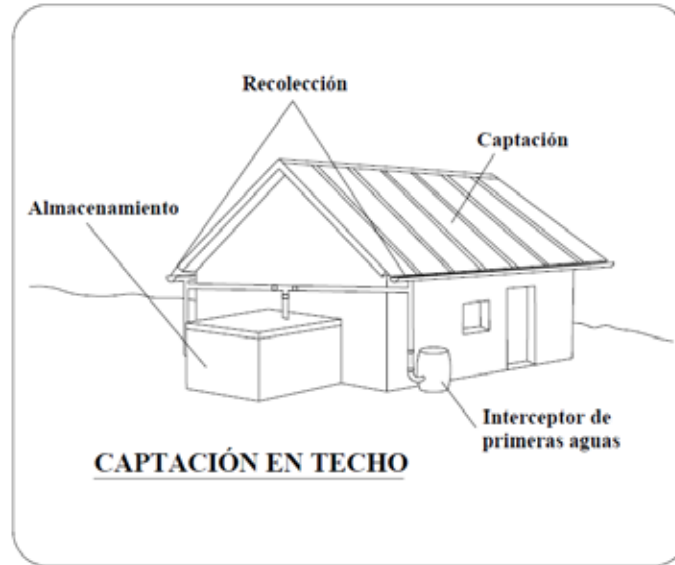 Recolección
Captación
Almacenamiento
Interceptor de
primeras aguas
CAPTACIÓN EN TECHO